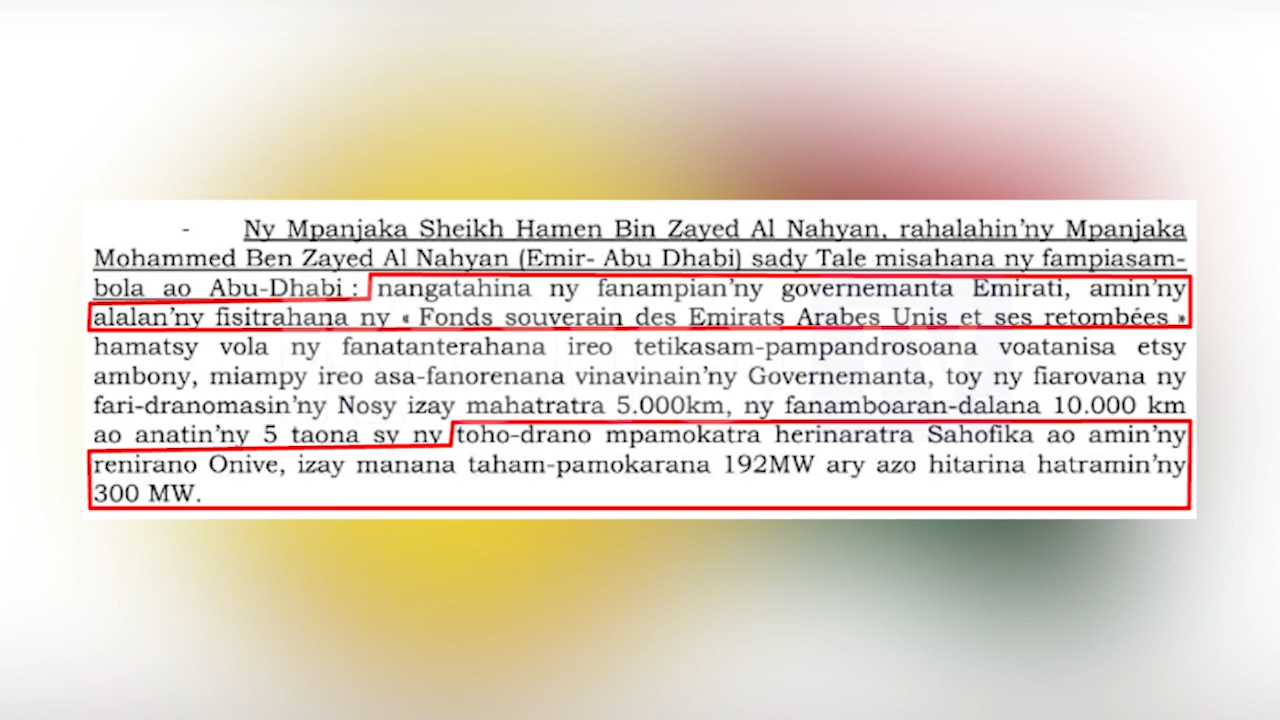 - Ny Mpanjaka Sheikh Hamen Bin Zayed Al Nahyan, rahalahin'ny Mpanjaka
Mohammed Ben Zayed Al Nahyan (Emir- Abu Dhabi) sady Tale misahana ny fampiasam-
bola ao Abu-Dhabi : nangatahina ny fanampian'ny governemanta Emirati, amin'ny
alalan'ny fisitrahana ny « Fonds souverain des Emirats Arabes Unis et ses retombées »
hamatsy vola ny fanatanterahana ireo tetikasam-pampandrosoana voatanisa etsy
ambony, miampy ireo asa-fanorenana vinavinain'ny Governemanta, toy ny fiarovana ny
fari-dranomasin'ny Nosy izay mahatratra 5.000km, ny fanamboaran-dalana 10.000 km
ao anatin'ny 5 taona sy ny toho-drano mpamokatra herinaratra Sahofika ao amin'ny
renirano Onive, izay manana taham-pamokarana 192MW ary azo hitarina hatramin'ny
300 MW.